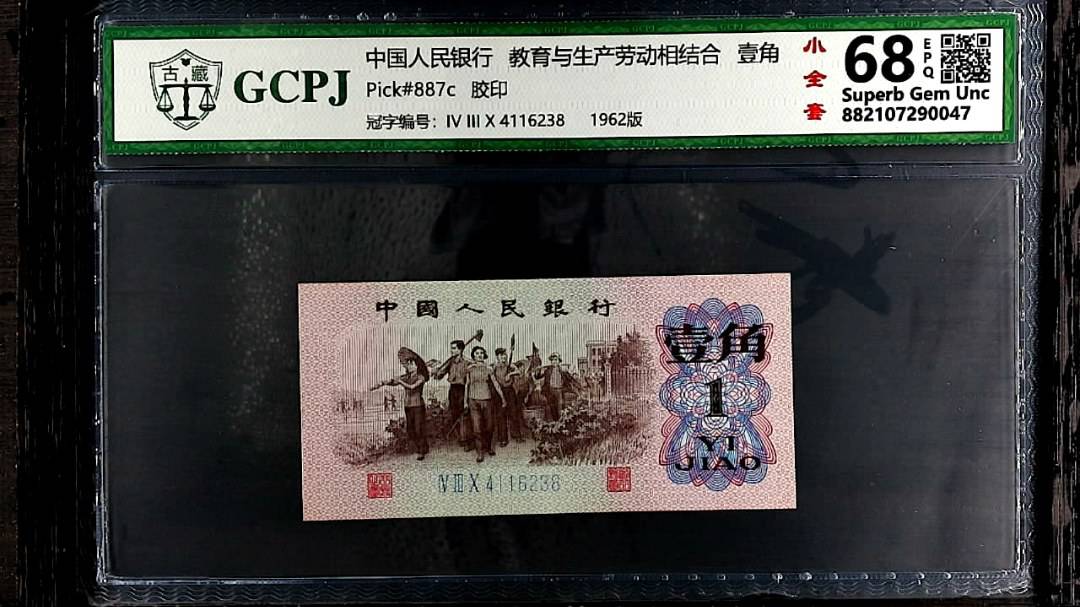 中国人民银行 教育与生产劳动相结合 壹角
Pick#887c 胶印
冠字编号: IV III X 4116238 1962版
古藏
GCPJ
小全套
68
EPQ
Superb Gem Unc
882107290047
中國人民銀行
壹角
1
YI
JIAO
IV III X 4116238